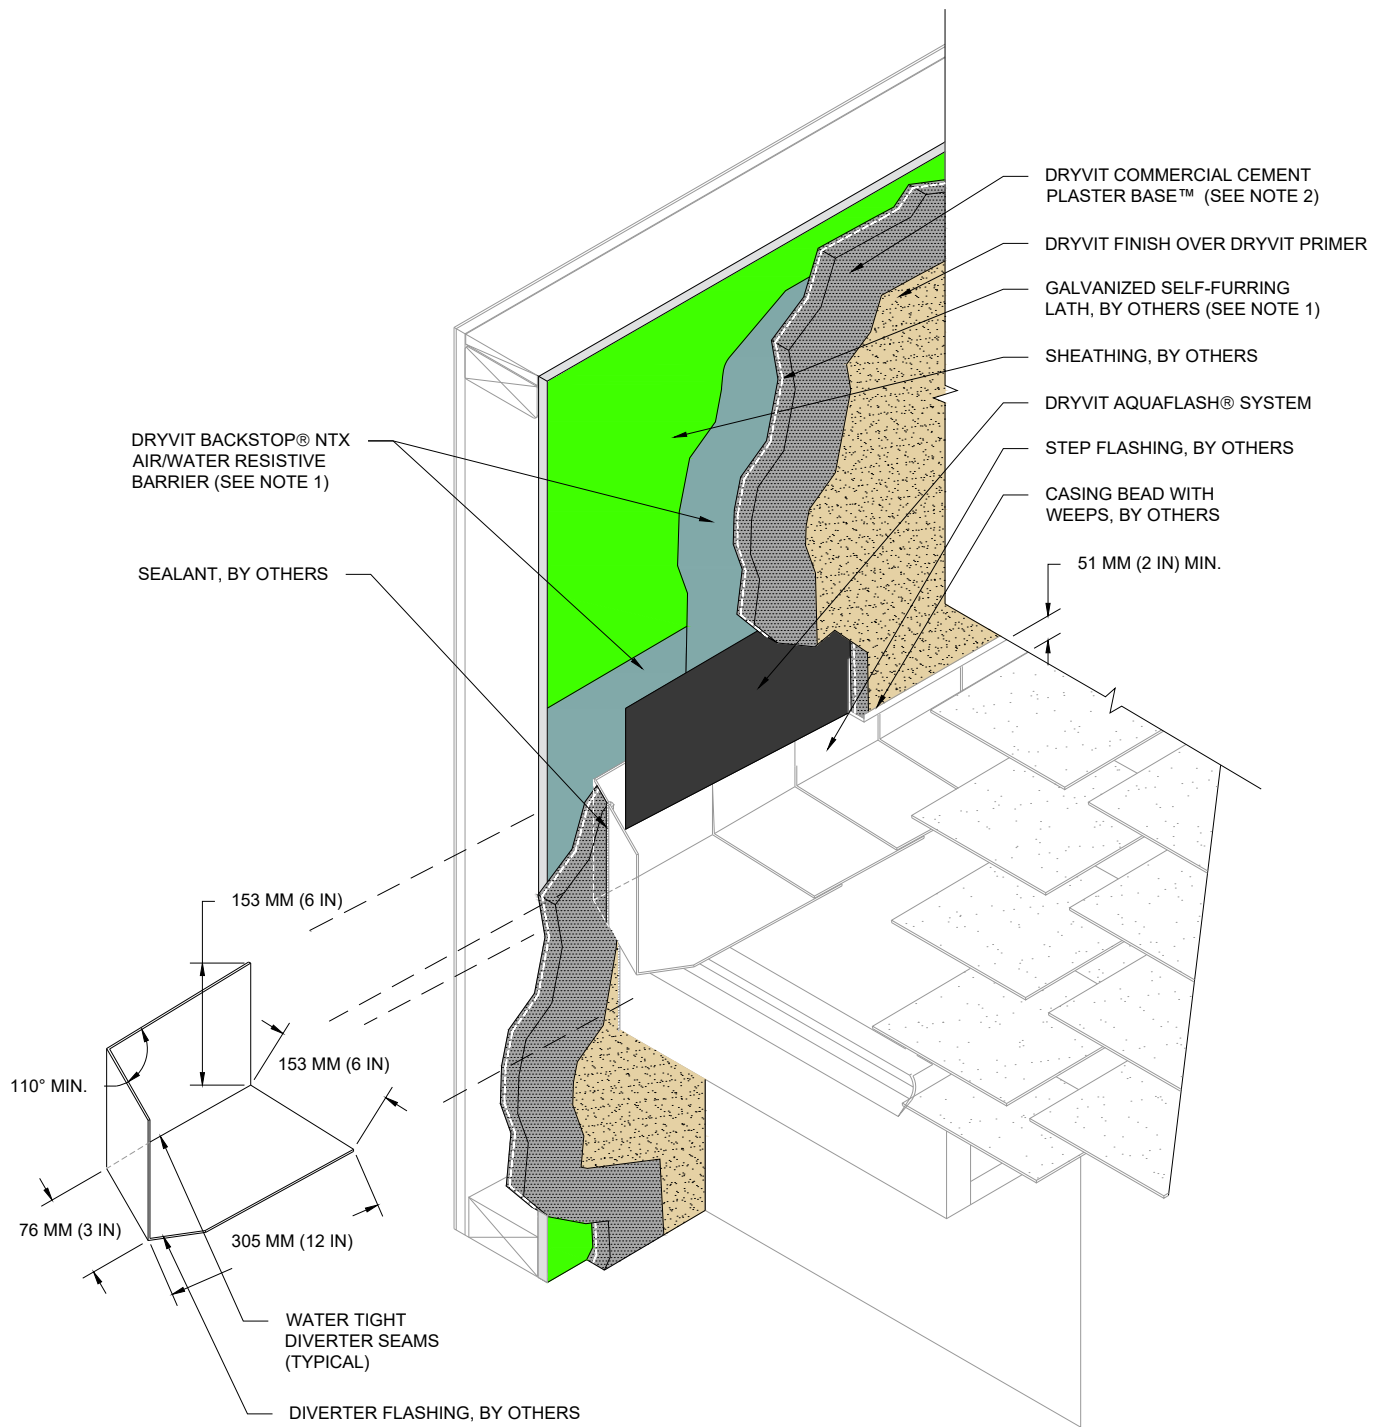 DRYVIT COMMERCIAL CEMENT
PLASTER BASE™ (SEE NOTE 2)
DRYVIT FINISH OVER DRYVIT PRIMER
GALVANIZED SELF-FURRING
LATH, BY OTHERS (SEE NOTE 1)
SHEATHING, BY OTHERS
DRYVIT AQUAFLASH® SYSTEM
STEP FLASHING, BY OTHERS
CASING BEAD WITH
WEEPS, BY OTHERS
51 MM (2 IN) MIN.
DRYVIT BACKSTOP® NTX
AIR/WATER RESISTIVE
BARRIER (SEE NOTE 1)
SEALANT, BY OTHERS
153 MM (6 IN)
153 MM (6 IN)
110° MIN.
76 MM (3 IN)
305 MM (12 IN)
WATER TIGHT
DIVERTER SEAMS
(TYPICAL)
DIVERTER FLASHING, BY OTHERS